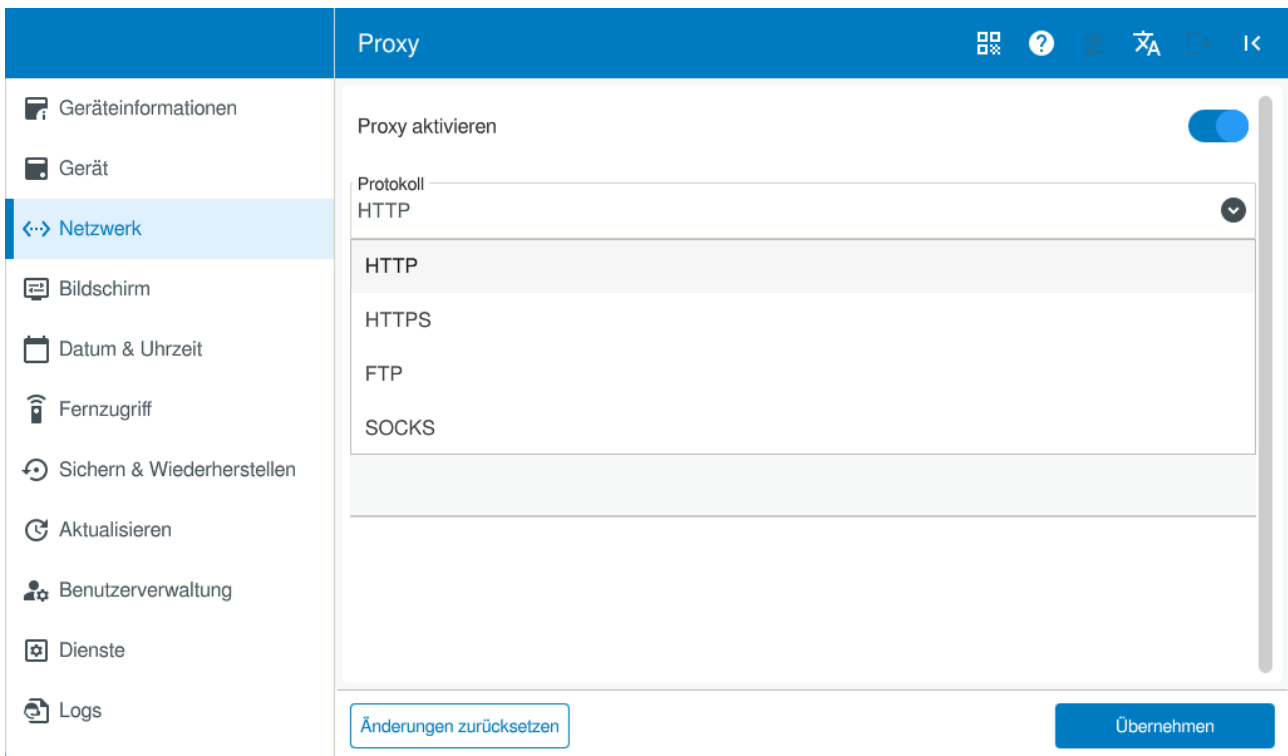 Proxy
Geräteinformationen
Gerät
Netzwerk
Bildschirm
Datum & Uhrzeit
Fernzugriff
Sichern & Wiederherstellen
Aktualisieren
Benutzerverwaltung
Dienste
Logs
Proxy aktivieren
Protokoll
HTTP
HTTP
HTTPS
FTP
SOCKS
Änderungen zurücksetzen
Übernehmen